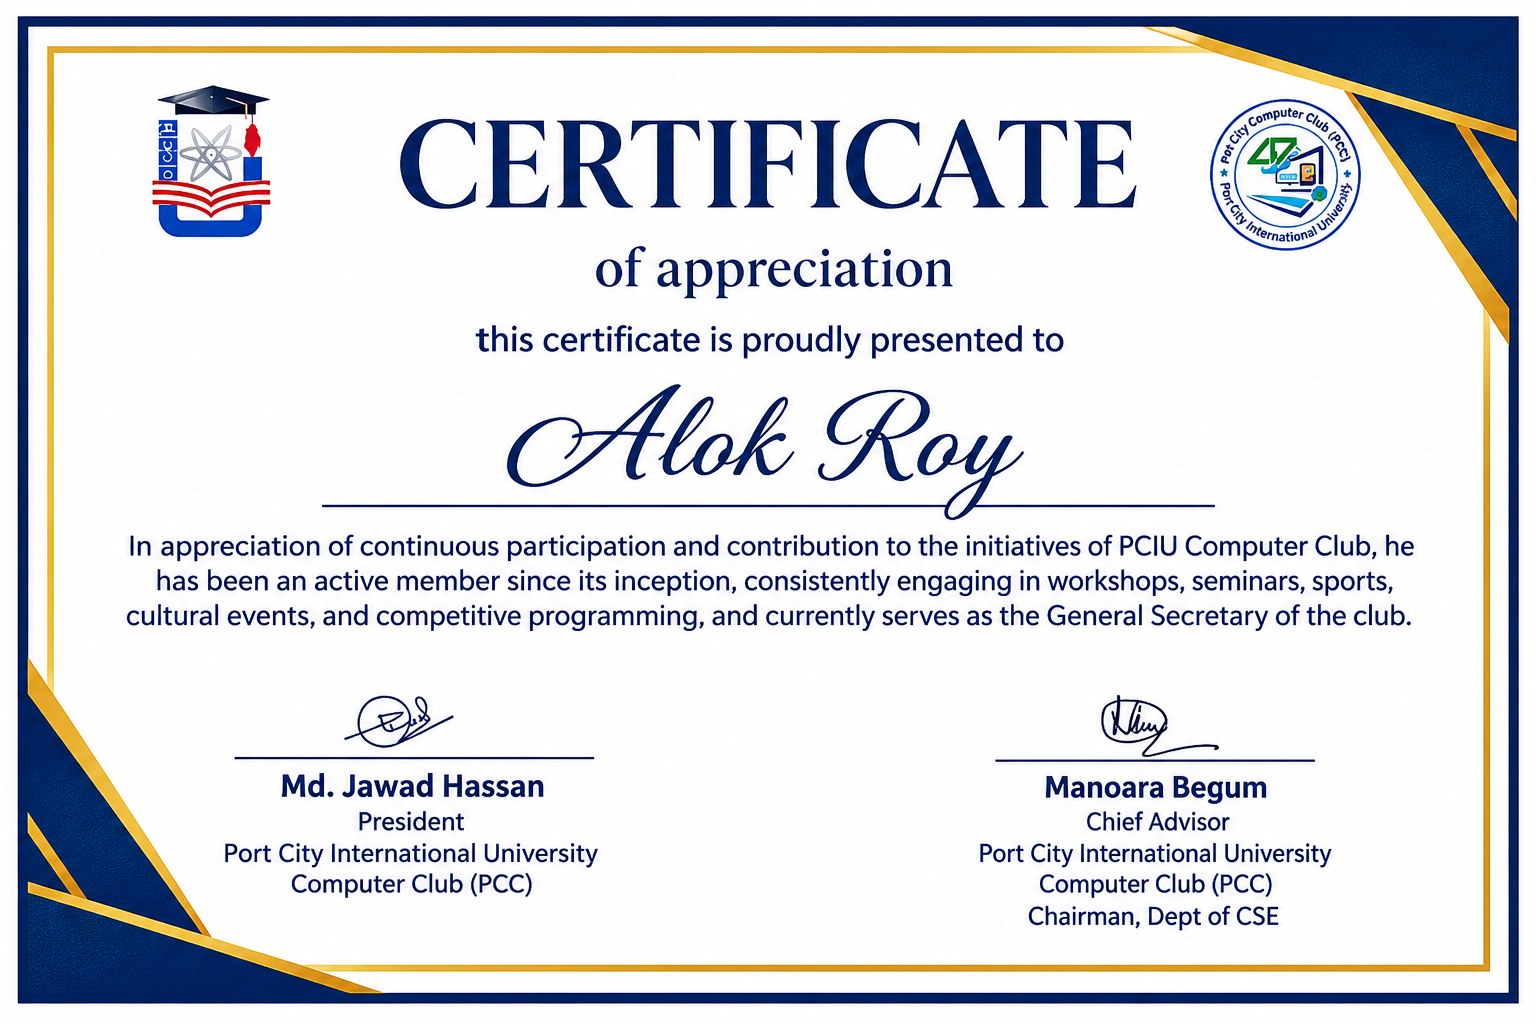 CERTIFICATE
of appreciation
this certificate is proudly presented to
Alok Roy
In appreciation of continuous participation and contribution to the initiatives of PCIU Computer Club, he
has been an active member since its inception, consistently engaging in workshops, seminars, sports,
cultural events, and competitive programming, and currently serves as the General Secretary of the club.
Md. Jawad Hassan
President
Port City International University
Computer Club (PCC)
Manoara Begum
Chief Advisor
Port City International University
Computer Club (PCC)
Chairman, Dept of CSE
Pot City Computer Club (PCC)
Port City International University